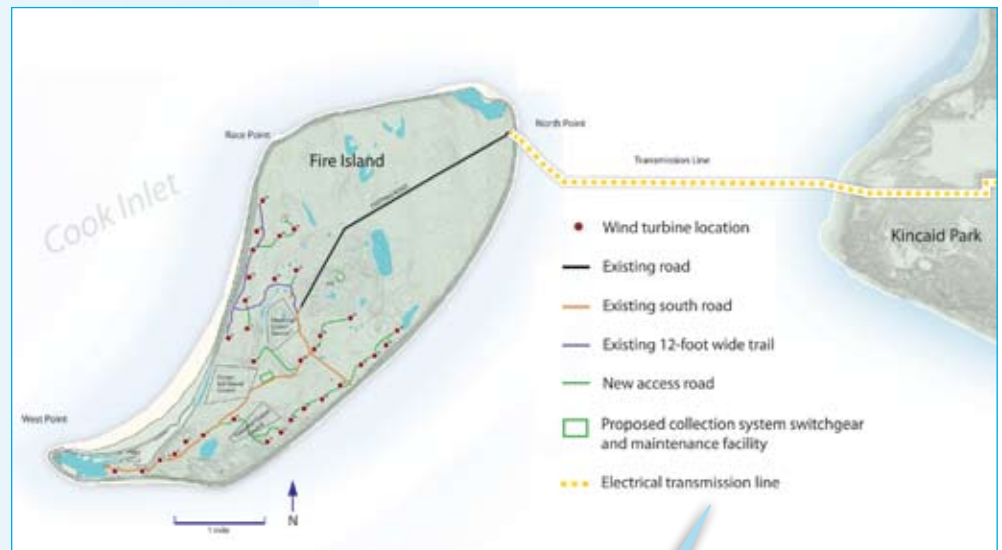 Race Point
North Point
Fire Island
Transmission Line
Cook Inlet
Kincaid Park
Wind turbine location
Existing road
Existing south road
Existing 12-foot wide trail
New access road
Proposed collection system switchgear
and maintenance facility
Electrical transmission line
West Point
N
1 mile